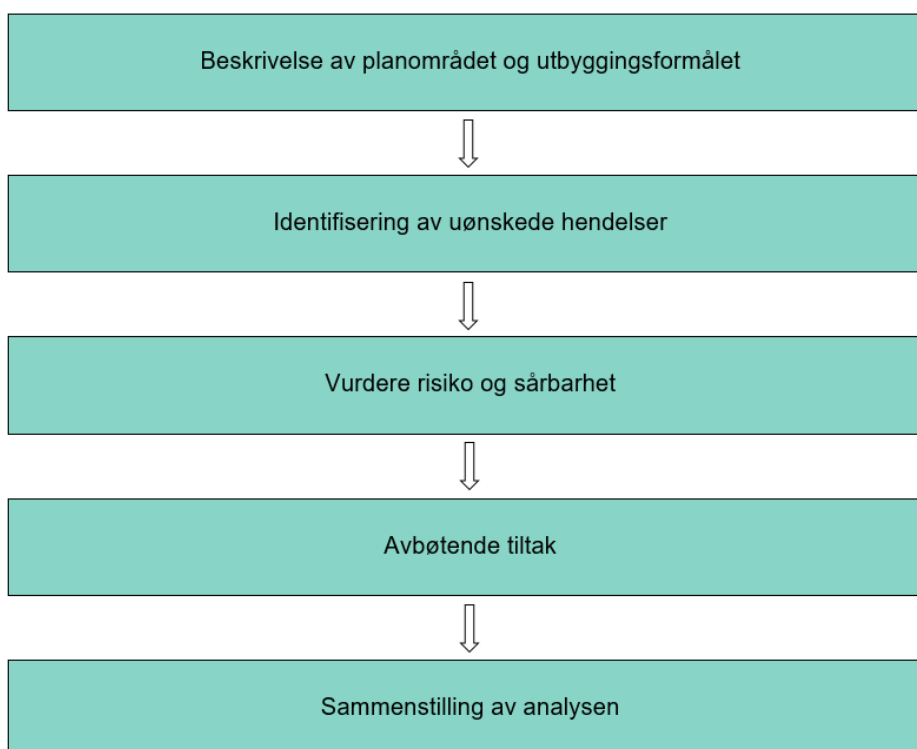 Beskrivelse av planområdet og utbyggingsformålet
Identifisering av uønskede hendelser
Vurdere risiko og sårbarhet
Avbøtende tiltak
Sammenstilling av analysen